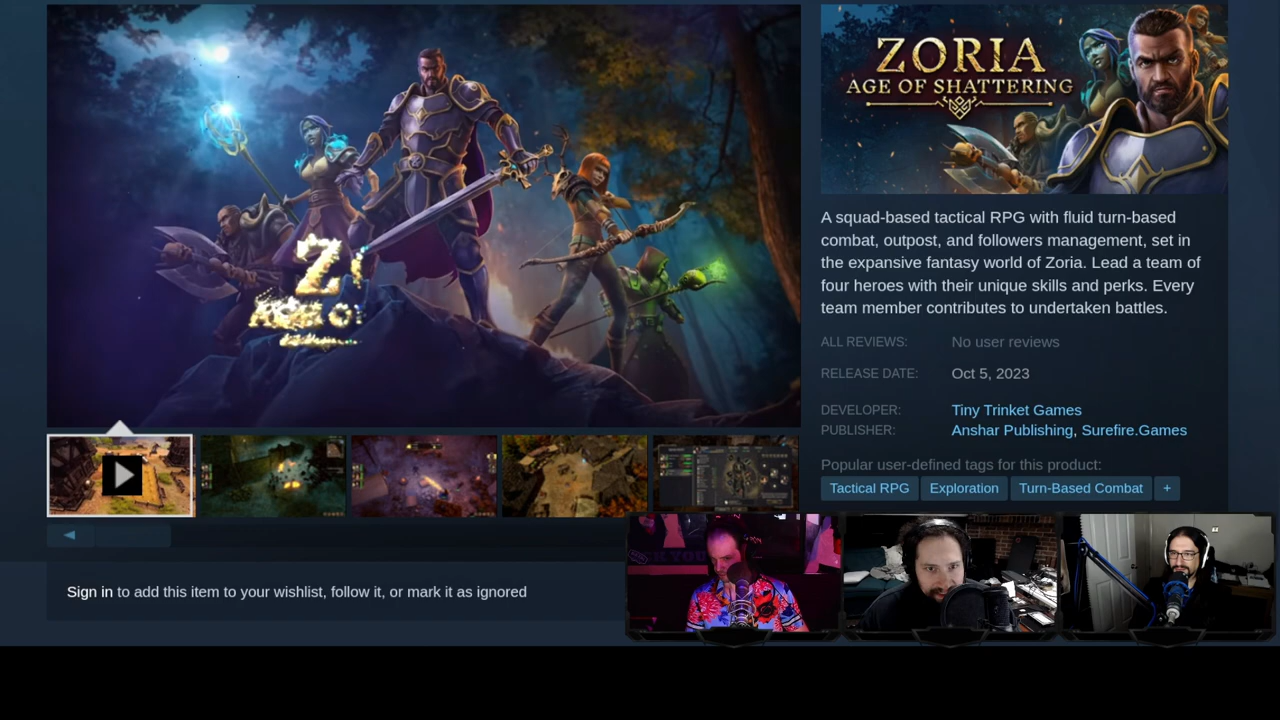 ZORIA
AGE OF SHATTERING
A squad-based tactical RPG with fluid turn-based
combat, outpost, and followers management, set in
the expansive fantasy world of Zoria. Lead a team of
four heroes with their unique skills and perks. Every
team member contributes to undertaken battles.
ALL REVIEWS: No user reviews
RELEASE DATE: Oct 5, 2023
DEVELOPER: Tiny Trinket Games
PUBLISHER: Anshar Publishing, Surefire.Games
Popular user-defined tags for this product:
Tactical RPG Exploration Turn-Based Combat +
Sign in to add this item to your wishlist, follow it, or mark it as ignored